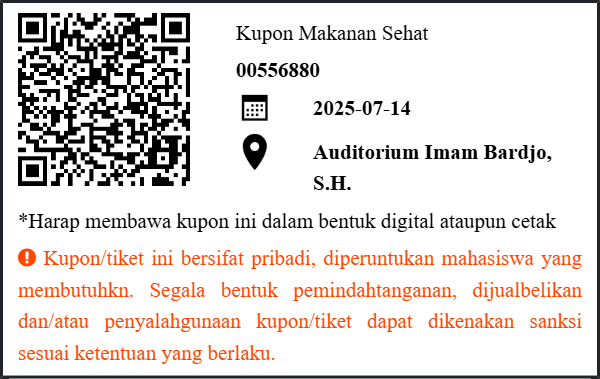 Kupon Makanan Sehat
00556880
2025-07-14
Auditorium Imam Bardjo,
S.H.
*Harap membawa kupon ini dalam bentuk digital ataupun cetak
Kupon/tiket ini bersifat pribadi, diperuntukan mahasiswa yang
membutuhkn. Segala bentuk pemindahtanganan, dijualbelikan
dan/atau penyalahgunaan kupon/tiket dapat dikenakan sanksi
sesuai ketentuan yang berlaku.